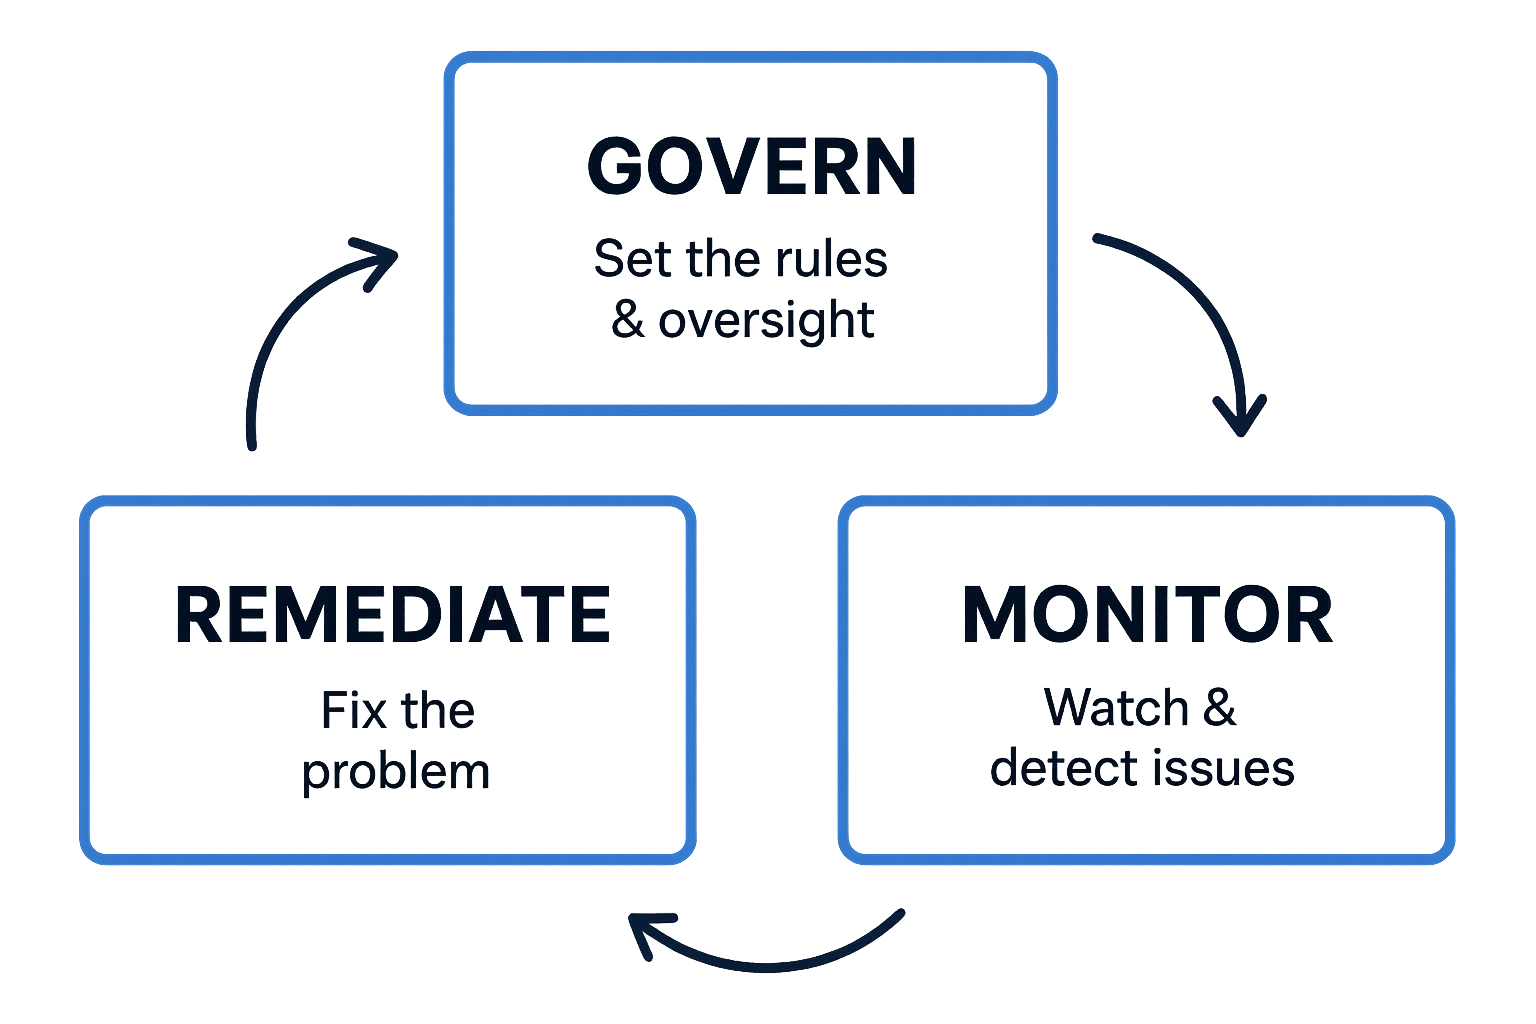 GOVERN
Set the rules
& oversight
REMEDIATE
Fix the
problem
MONITOR
Watch &
detect issues